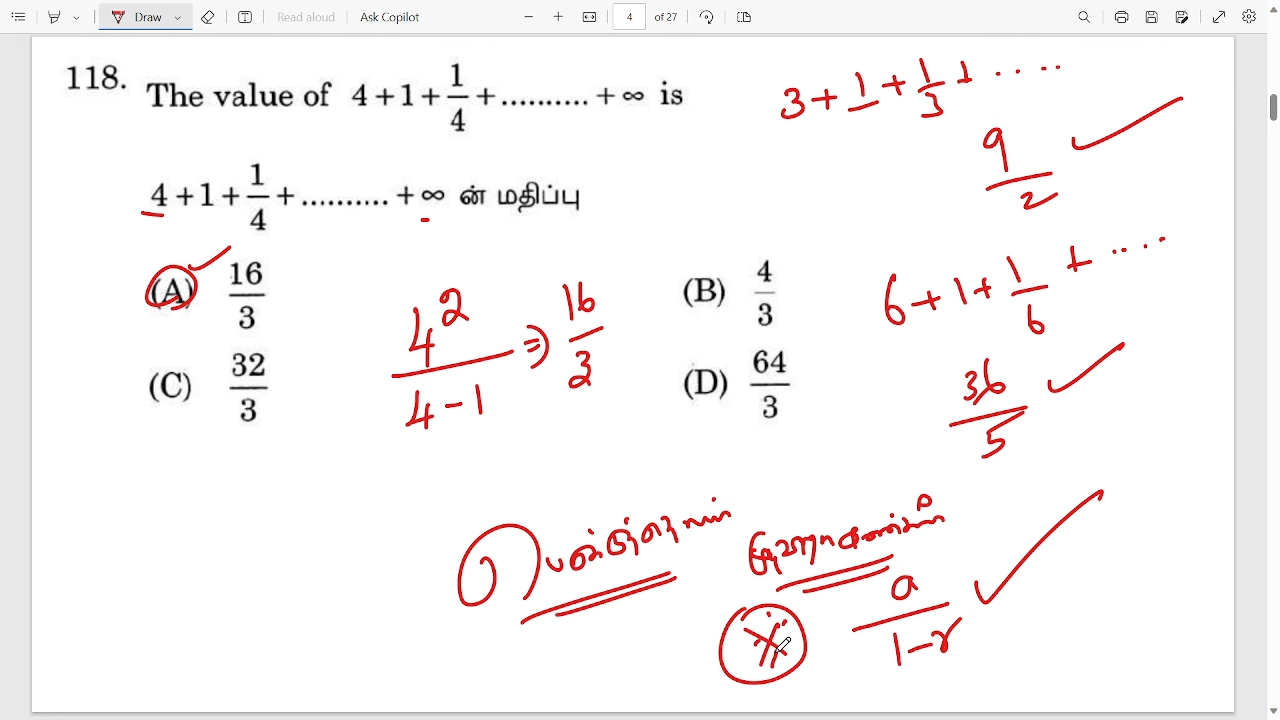 Draw
Read aloud
Ask Copilot
4 of 27
118. The value of 4+1+1/4+..........+∞ is
4+1+1/4+..........+∞ ன் மதிப்பு
(A) 16/3
(B) 4/3
(C) 32/3
(D) 64/3
4²/4-1 ⇒ 16/3
3+1+1/3+.....
9/2
6+1+1/6+.....
36/5
a/1-r